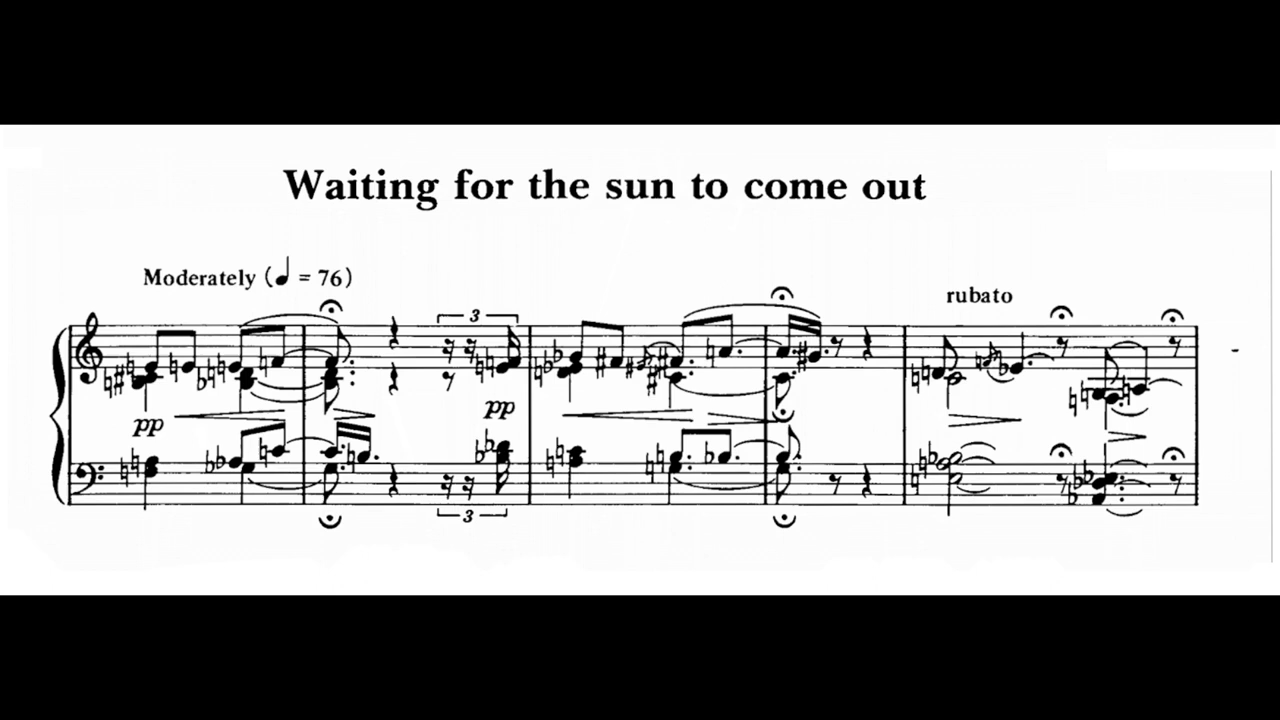 Waiting for the sun to come out
Moderately (♩ = 76)
rubato
3
pp
pp
3